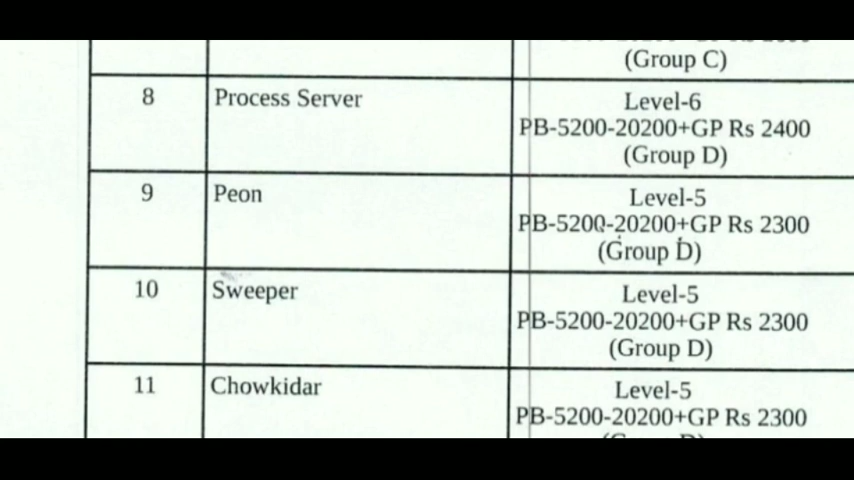 (Group C)
8 Process Server Level-6
PB-5200-20200+GP Rs 2400
(Group D)
9 Peon Level-5
PB-5200-20200+GP Rs 2300
(Group D)
10 Sweeper Level-5
PB-5200-20200+GP Rs 2300
(Group D)
11 Chowkidar Level-5
PB-5200-20200+GP Rs 2300